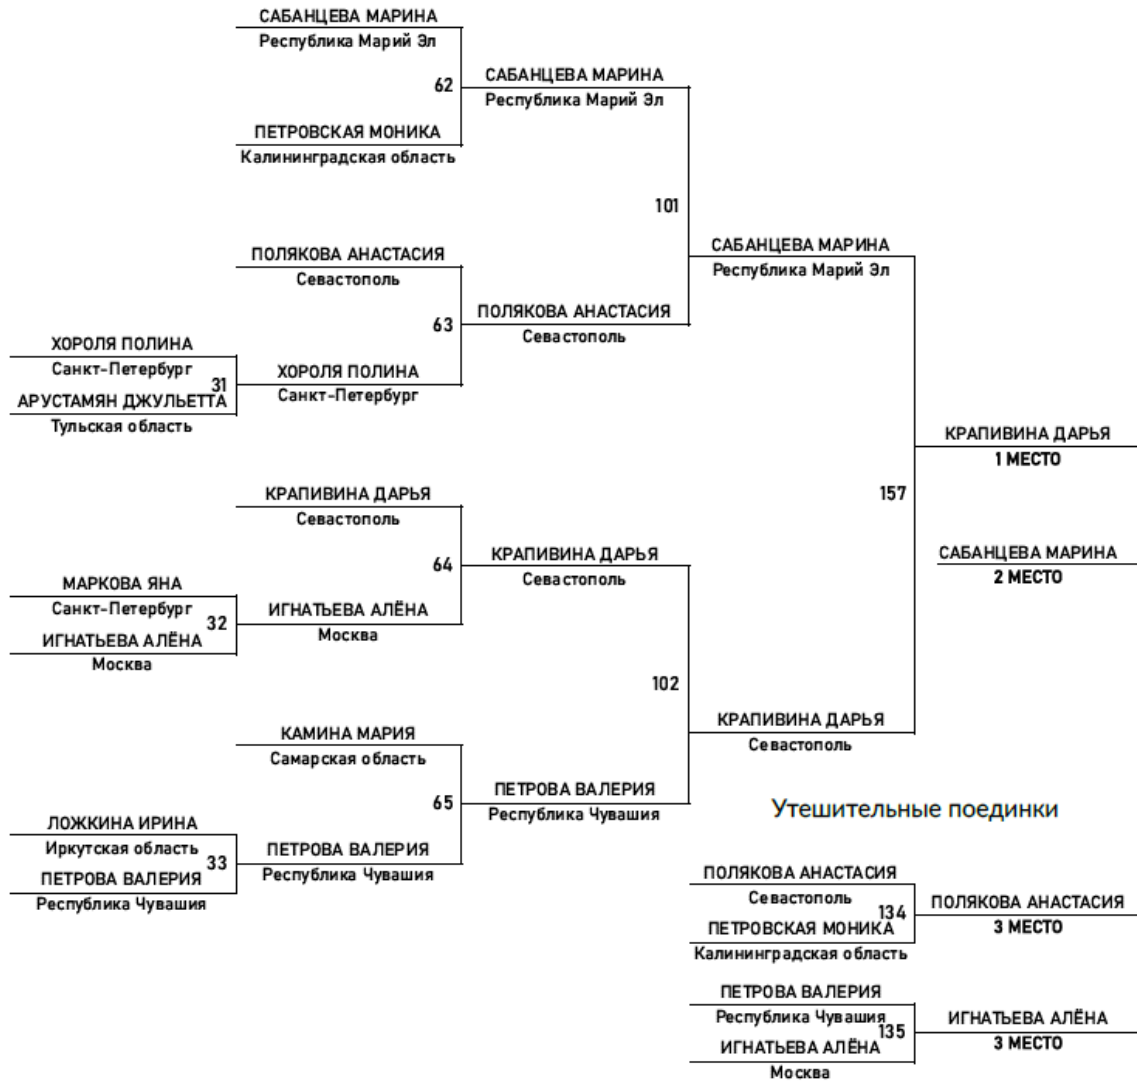 САБАНЦЕВА МАРИНА
Республика Марий Эл
62
САБАНЦЕВА МАРИНА
Республика Марий Эл
ПЕТРОВСКАЯ МОНИКА
Калининградская область
101
САБАНЦЕВА МАРИНА
Республика Марий Эл
ПОЛЯКОВА АНАСТАСИЯ
Севастополь
63
ПОЛЯКОВА АНАСТАСИЯ
Севастополь
ХОРОЛЯ ПОЛИНА
Санкт-Петербург
31
ХОРОЛЯ ПОЛИНА
Санкт-Петербург
АРУСТАМЯН ДЖУЛЬЕТТА
Тульская область
КРАПИВИНА ДАРЬЯ
1 МЕСТО
157
КРАПИВИНА ДАРЬЯ
Севастополь
64
КРАПИВИНА ДАРЬЯ
Севастополь
САБАНЦЕВА МАРИНА
2 МЕСТО
МАРКОВА ЯНА
Санкт-Петербург
32
ИГНАТЬЕВА АЛЁНА
Москва
ИГНАТЬЕВА АЛЁНА
Москва
102
КРАПИВИНА ДАРЬЯ
Севастополь
КАМИНА МАРИЯ
Самарская область
65
ПЕТРОВА ВАЛЕРИЯ
Республика Чувашия
ЛОЖКИНА ИРИНА
Иркутская область
33
ПЕТРОВА ВАЛЕРИЯ
Республика Чувашия
ПЕТРОВА ВАЛЕРИЯ
Республика Чувашия
Утешительные поединки
ПОЛЯКОВА АНАСТАСИЯ
Севастополь
134
ПОЛЯКОВА АНАСТАСИЯ
3 МЕСТО
ПЕТРОВСКАЯ МОНИКА
Калининградская область
ПЕТРОВА ВАЛЕРИЯ
Республика Чувашия
135
ИГНАТЬЕВА АЛЁНА
3 МЕСТО
ИГНАТЬЕВА АЛЁНА
Москва